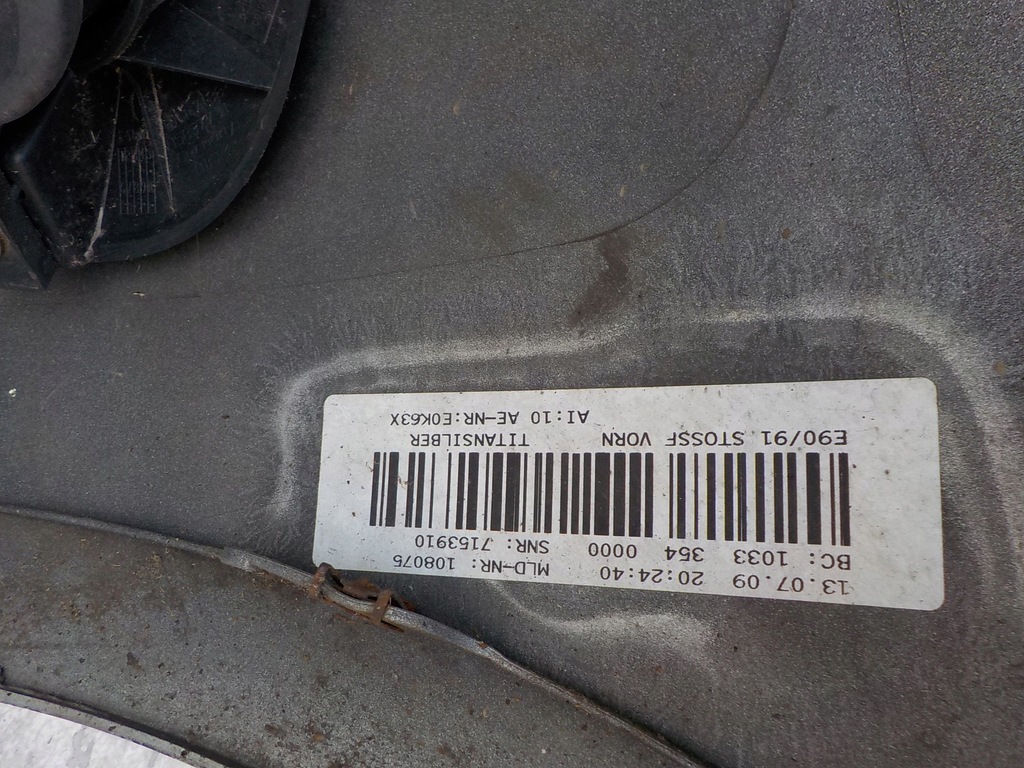 13.07.09 20:24:40 MLD-NR: 108075
BC: 1033 354 0000 SNR: 7153910
E90/91 STOSSF VORN TITANSILBER
AI:10 AE-NR:E0K63X